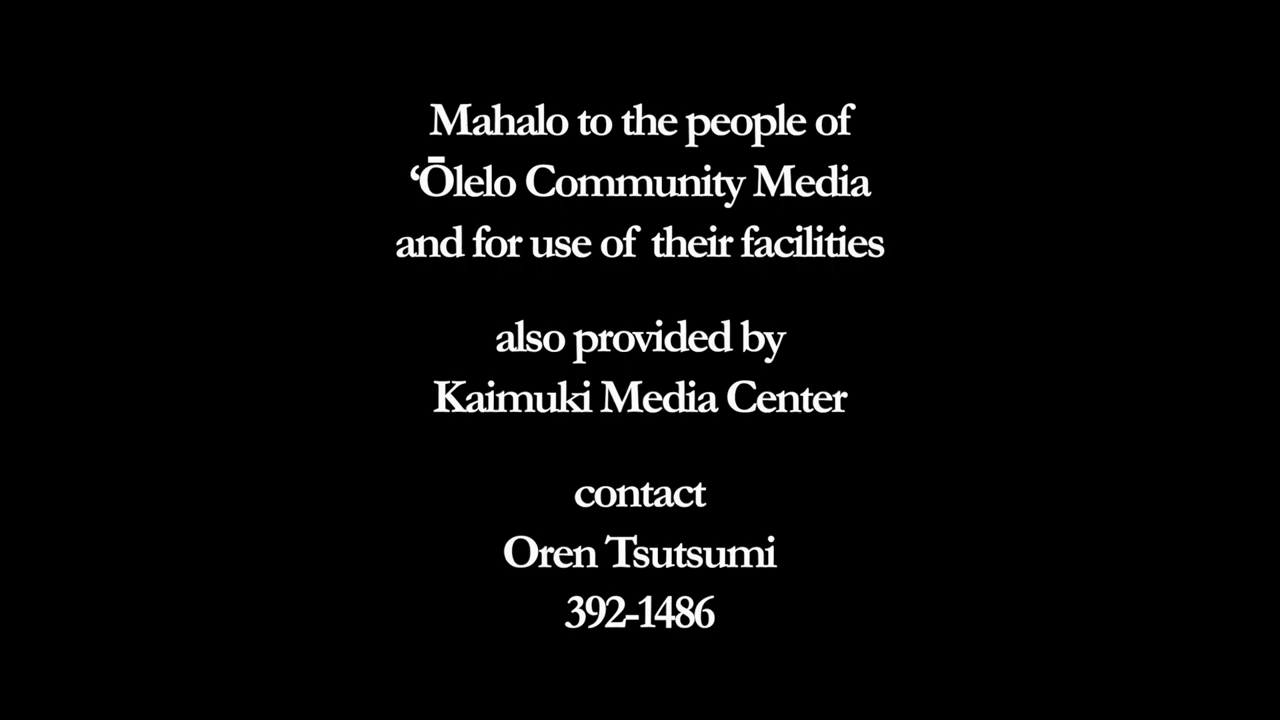 Mahalo to the people of
‘Ōlelo Community Media
and for use of their facilities
also provided by
Kaimuki Media Center
contact
Oren Tsutsumi
392-1486